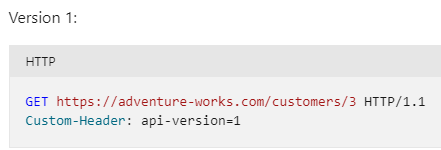 Version 1:
HTTP
GET https://adventure-works.com/customers/3 HTTP/1.1
Custom-Header: api-version=1